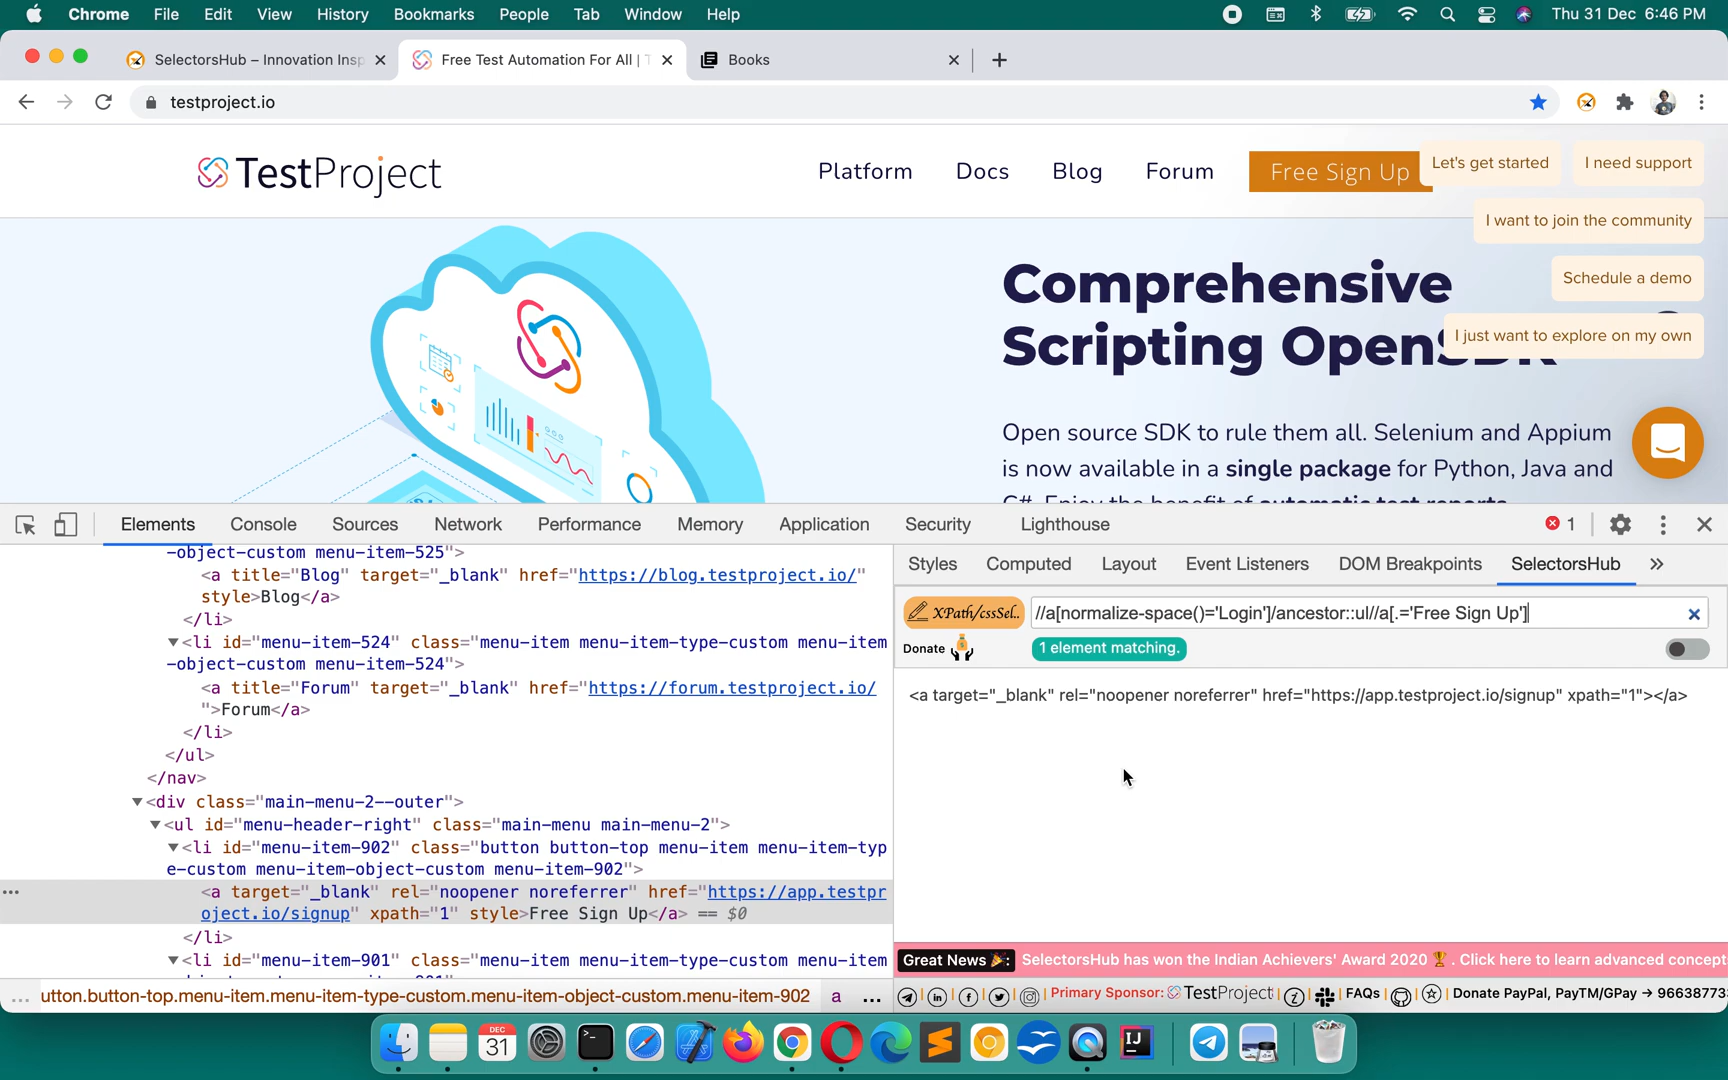 Chrome File Edit View History Bookmarks People Tab Window Help Thu 31 Dec 6:46 PM
SelectorsHub – Innovation Insp Free Test Automation For All | T Books
testproject.io
TestProject Platform Docs Blog Forum Free Sign Up
Let's get started I need support
I want to join the community
Schedule a demo
I just want to explore on my own
Comprehensive
Scripting OpenSDK
Open source SDK to rule them all. Selenium and Appium
is now available in a single package for Python, Java and
C#. Enjoy the benefit of automatic test reports
Elements Console Sources Network Performance Memory Application Security Lighthouse 1
-object-custom menu-item-525">
<a title="Blog" target="_blank" href="https://blog.testproject.io/"
style>Blog</a>
</li>
<li id="menu-item-524" class="menu-item menu-item-type-custom menu-item
-object-custom menu-item-524">
<a title="Forum" target="_blank" href="https://forum.testproject.io/
">Forum</a>
</li>
</ul>
</nav>
<div class="main-menu-2--outer">
<ul id="menu-header-right" class="main-menu main-menu-2">
<li id="menu-item-902" class="button button-top menu-item menu-item-typ
e-custom menu-item-object-custom menu-item-902">
<a target="_blank" rel="noopener noreferrer" href="https://app.testpr
oject.io/signup" xpath="1" style>Free Sign Up</a> == $0
</li>
<li id="menu-item-901" class="menu-item menu-item-type-custom menu-item
... utton.button-top.menu-item.menu-item-type-custom.menu-item-object-custom.menu-item-902 a ...
Styles Computed Layout Event Listeners DOM Breakpoints SelectorsHub »
XPath/cssSel.. //a[normalize-space()='Login']/ancestor::ul//a[.='Free Sign Up']
Donate 1 element matching.
<a target="_blank" rel="noopener noreferrer" href="https://app.testproject.io/signup" xpath="1"></a>
Great News : SelectorsHub has won the Indian Achievers' Award 2020 . Click here to learn advanced concept
Primary Sponsor: TestProject | FAQs | Donate PayPal, PayTM/GPay → 966387773
DEC
31